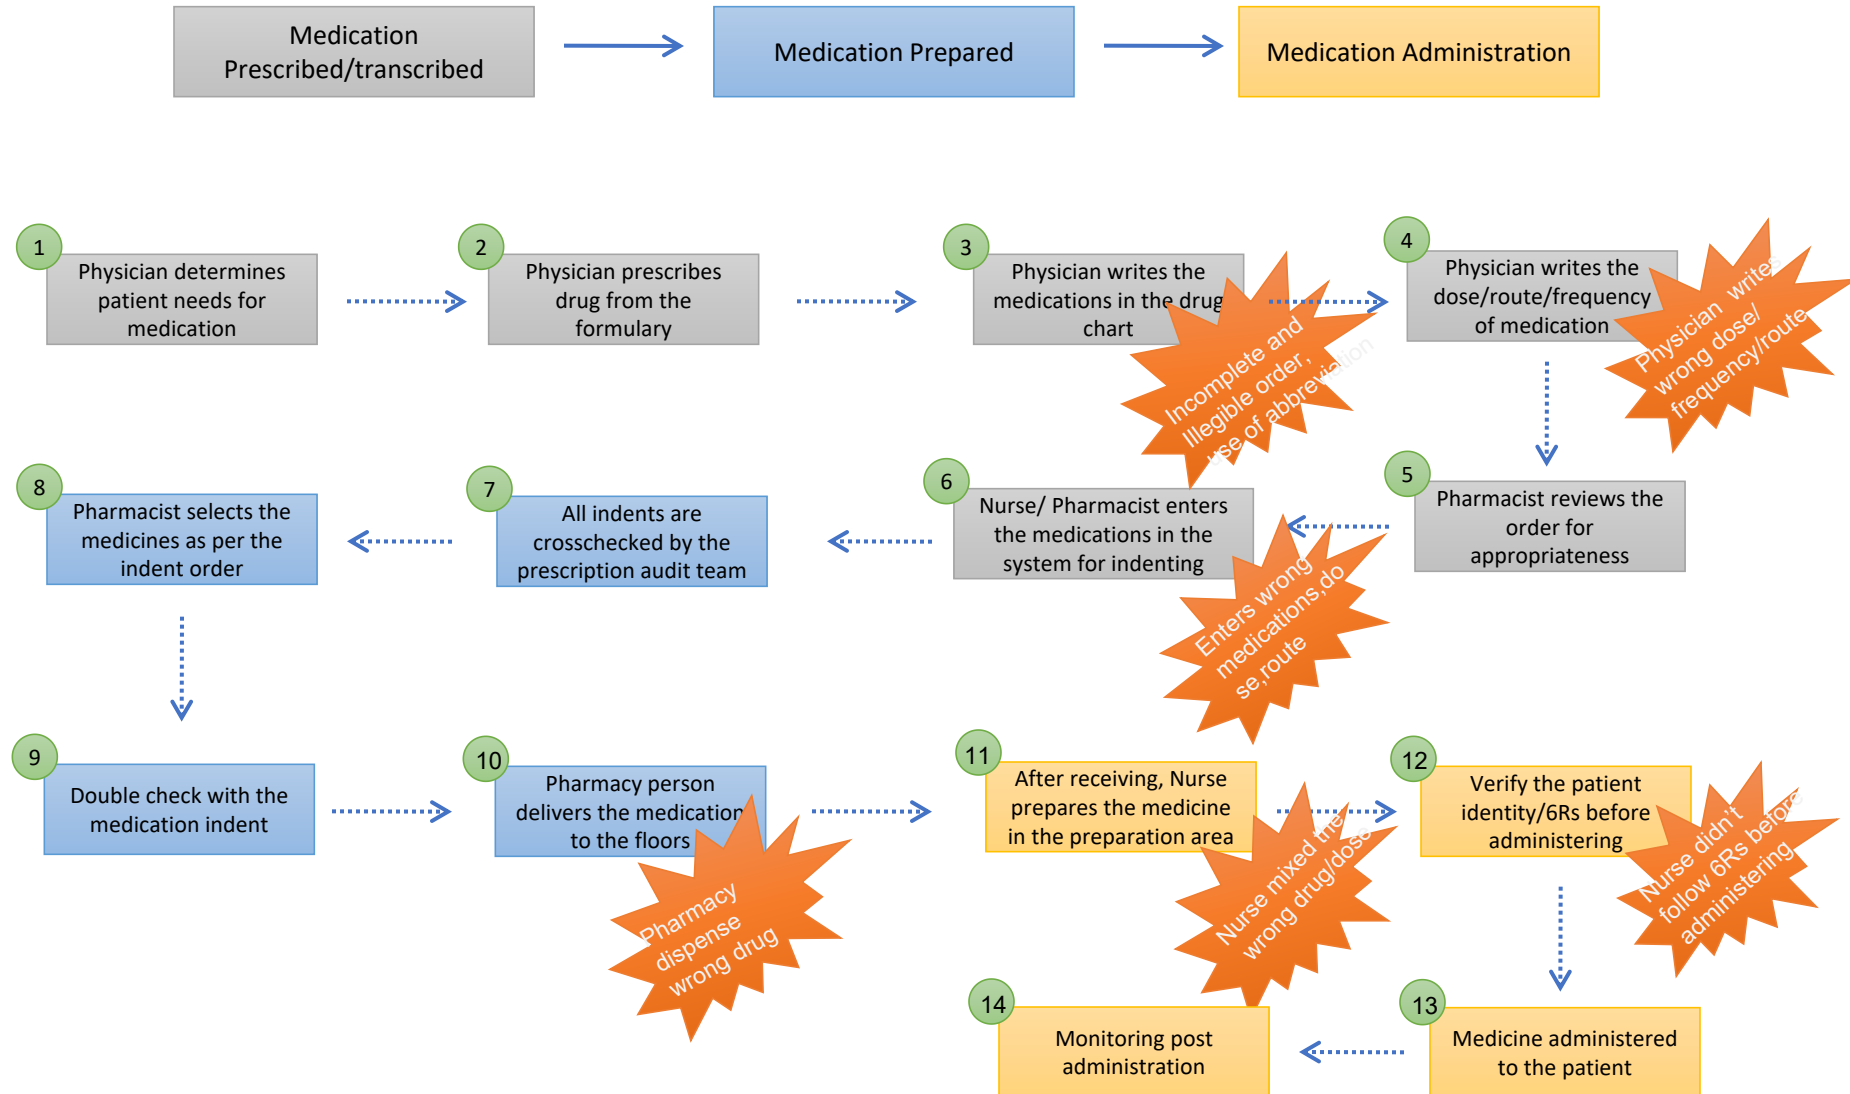 Medication
Prescribed/transcribed
Medication Prepared
Medication Administration
1
Physician determines
patient needs for
medication
2
Physician prescribes
drug from the
formulary
3
Physician writes the
medications in the drug
chart
Incomplete and
Illegible order,
Use of abbreviation
4
Physician writes the
dose/route/frequency
of medication
Physician writes
wrong dose/
frequency/route
8
Pharmacist selects the
medicines as per the
indent order
7
All indents are
crosschecked by the
prescription audit team
6
Nurse/ Pharmacist enters
the medications in the
system for indenting
Enters wrong
medications,do
se,route
5
Pharmacist reviews the
order for
appropriateness
9
Double check with the
medication indent
10
Pharmacy person
delivers the medication
to the floors
Pharmacy
dispense
wrong drug
11
After receiving, Nurse
prepares the medicine
in the preparation area
Nurse mixed the
wrong drug/dose
12
Verify the patient
identity/6Rs before
administering
Nurse didn't
follow 6Rs before
administering
14
Monitoring post
administration
13
Medicine administered
to the patient